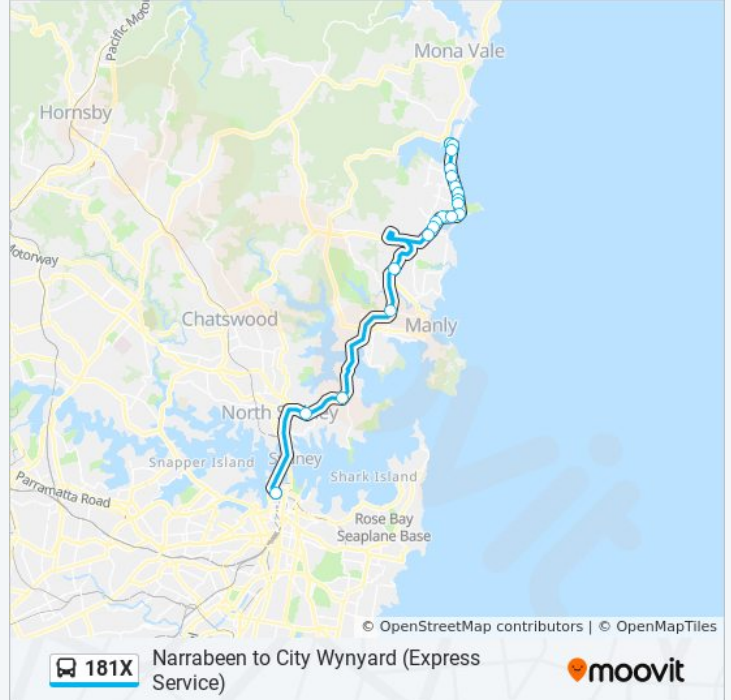 Pacific Moto
Mona Vale
Hornsby
Motorway
Chatswood
Manly
North Sydney
Snapper Island
Sydney
Shark Island
Parramatta Road
Rose Bay
Seaplane Base
© OpenStreetMap contributors | © OpenMapTiles
181X
Narrabeen to City Wynyard (Express
Service)
moovit